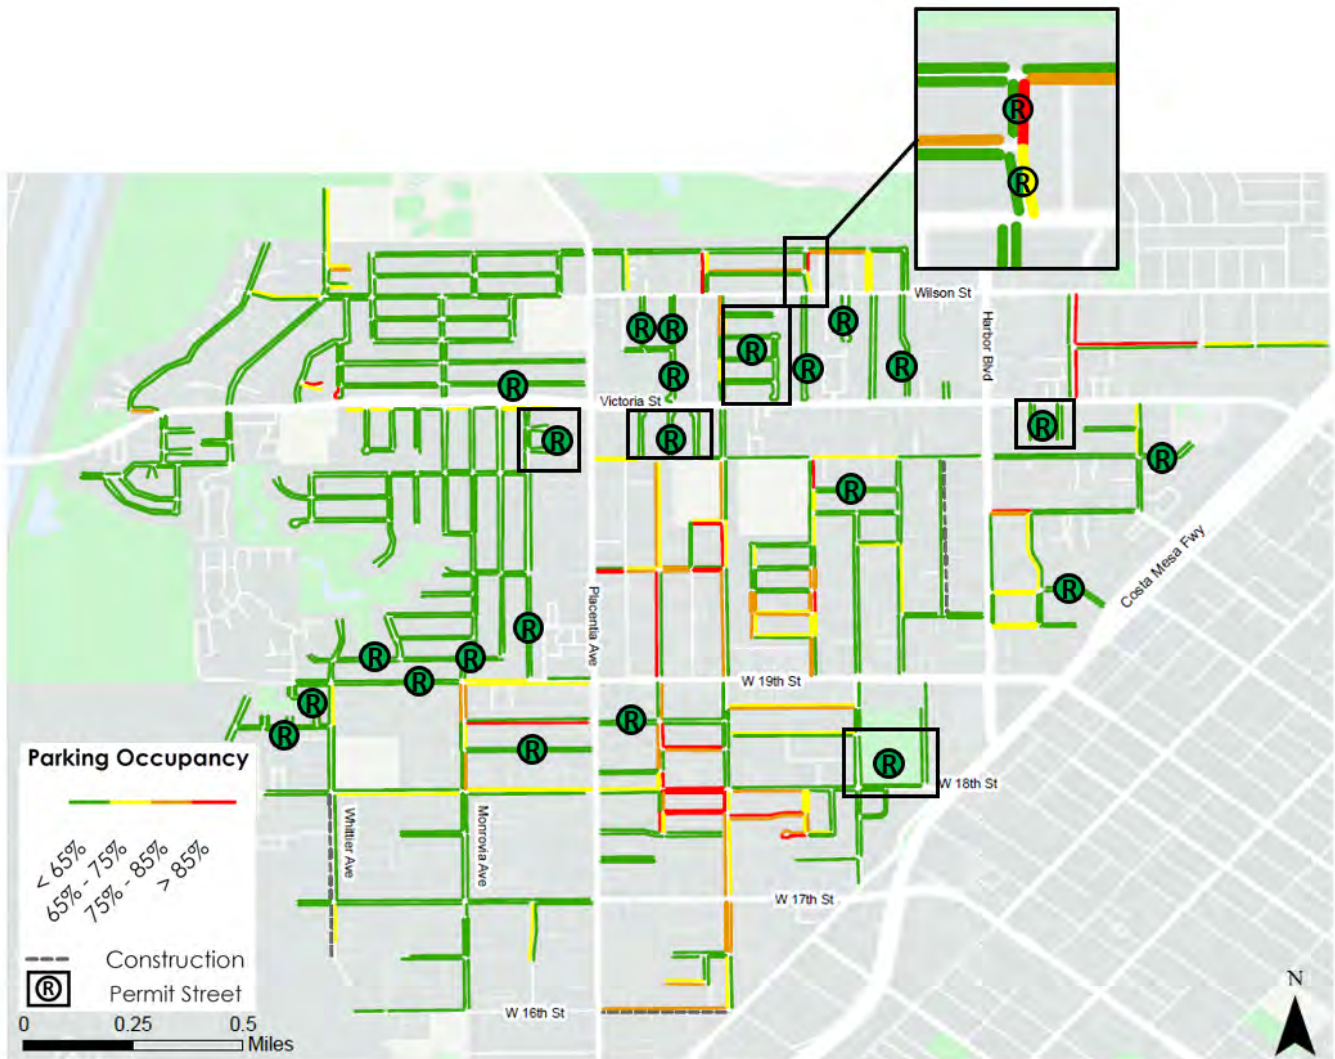 R
R
Wilson St
Harbor Blvd
R
R
R
R
R
R
R
R
Victoria St
R
R
R
R
R
Costa Mesa Fwy
R
Placentia Ave
R
R
R
R
W 19th St
R
R
R
R
R
Parking Occupancy
R
W 18th St
< 65%
65% - 75%
75% - 85%
> 85%
Whittier Ave
Monrovia Ave
W 17th St
Construction
R Permit Street
W 16th St
N
0 0.25 0.5
Miles